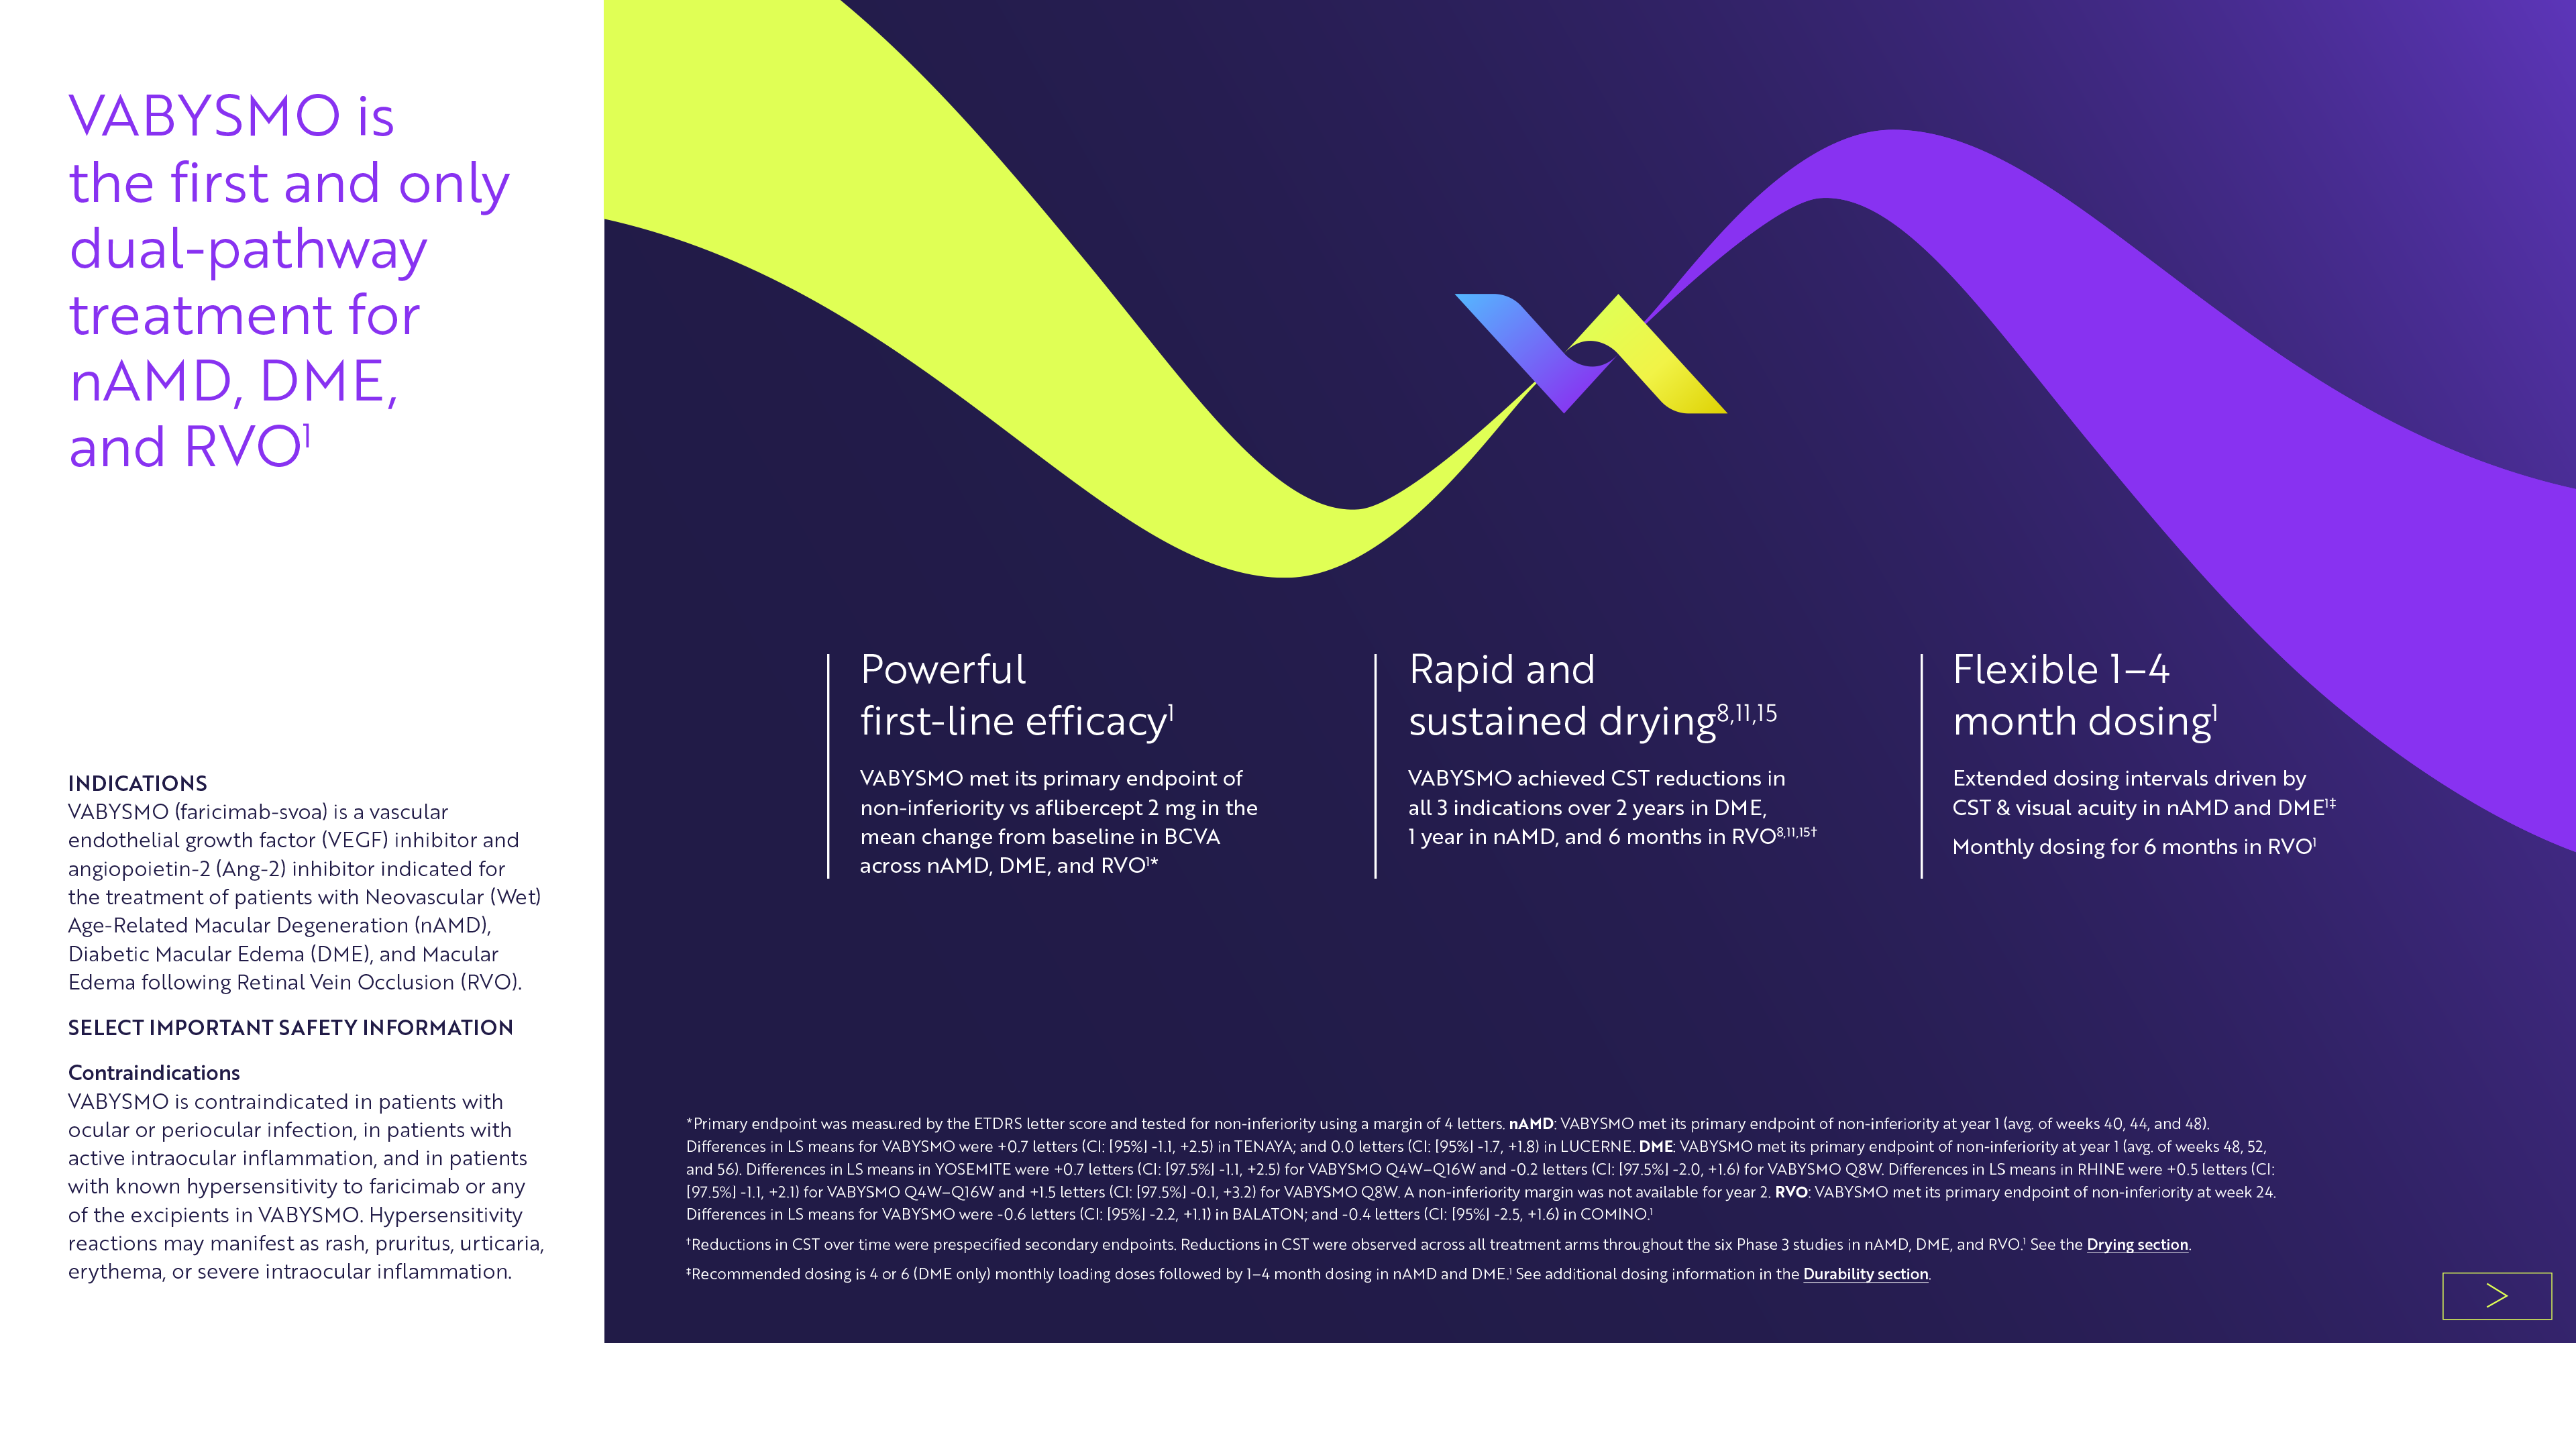 VABYSMO is
the first and only
dual-pathway
treatment for
nAMD, DME,
and RVO¹
INDICATIONS
VABYSMO (faricimab-svoa) is a vascular
endothelial growth factor (VEGF) inhibitor and
angiopoietin-2 (Ang-2) inhibitor indicated for
the treatment of patients with Neovascular (Wet)
Age-Related Macular Degeneration (nAMD),
Diabetic Macular Edema (DME), and Macular
Edema following Retinal Vein Occlusion (RVO).
SELECT IMPORTANT SAFETY INFORMATION
Contraindications
VABYSMO is contraindicated in patients with
ocular or periocular infection, in patients with
active intraocular inflammation, and in patients
with known hypersensitivity to faricimab or any
of the excipients in VABYSMO. Hypersensitivity
reactions may manifest as rash, pruritus, urticaria,
erythema, or severe intraocular inflammation.
Powerful
first-line efficacy¹
VABYSMO met its primary endpoint of
non-inferiority vs aflibercept 2 mg in the
mean change from baseline in BCVA
across nAMD, DME, and RVO¹*
Rapid and
sustained drying⁸,¹¹,¹⁵
VABYSMO achieved CST reductions in
all 3 indications over 2 years in DME,
1 year in nAMD, and 6 months in RVO⁸,¹¹,¹⁵†
Flexible 1–4
month dosing¹
Extended dosing intervals driven by
CST & visual acuity in nAMD and DME¹‡
Monthly dosing for 6 months in RVO¹
*Primary endpoint was measured by the ETDRS letter score and tested for non-inferiority using a margin of 4 letters. nAMD: VABYSMO met its primary endpoint of non-inferiority at year 1 (avg. of weeks 40, 44, and 48).
Differences in LS means for VABYSMO were +0.7 letters (CI: [95%] -1.1, +2.5) in TENAYA; and 0.0 letters (CI: [95%] -1.7, +1.8) in LUCERNE. DME: VABYSMO met its primary endpoint of non-inferiority at year 1 (avg. of weeks 48, 52,
and 56). Differences in LS means in YOSEMITE were +0.7 letters (CI: [97.5%] -1.1, +2.5) for VABYSMO Q4W–Q16W and -0.2 letters (CI: [97.5%] -2.0, +1.6) for VABYSMO Q8W. Differences in LS means in RHINE were +0.5 letters (CI:
[97.5%] -1.1, +2.1) for VABYSMO Q4W–Q16W and +1.5 letters (CI: [97.5%] -0.1, +3.2) for VABYSMO Q8W. A non-inferiority margin was not available for year 2. RVO: VABYSMO met its primary endpoint of non-inferiority at week 24.
Differences in LS means for VABYSMO were -0.6 letters (CI: [95%] -2.2, +1.1) in BALATON; and -0.4 letters (CI: [95%] -2.5, +1.6) in COMINO.¹
†Reductions in CST over time were prespecified secondary endpoints. Reductions in CST were observed across all treatment arms throughout the six Phase 3 studies in nAMD, DME, and RVO.¹ See the Drying section.
‡Recommended dosing is 4 or 6 (DME only) monthly loading doses followed by 1–4 month dosing in nAMD and DME.¹ See additional dosing information in the Durability section.